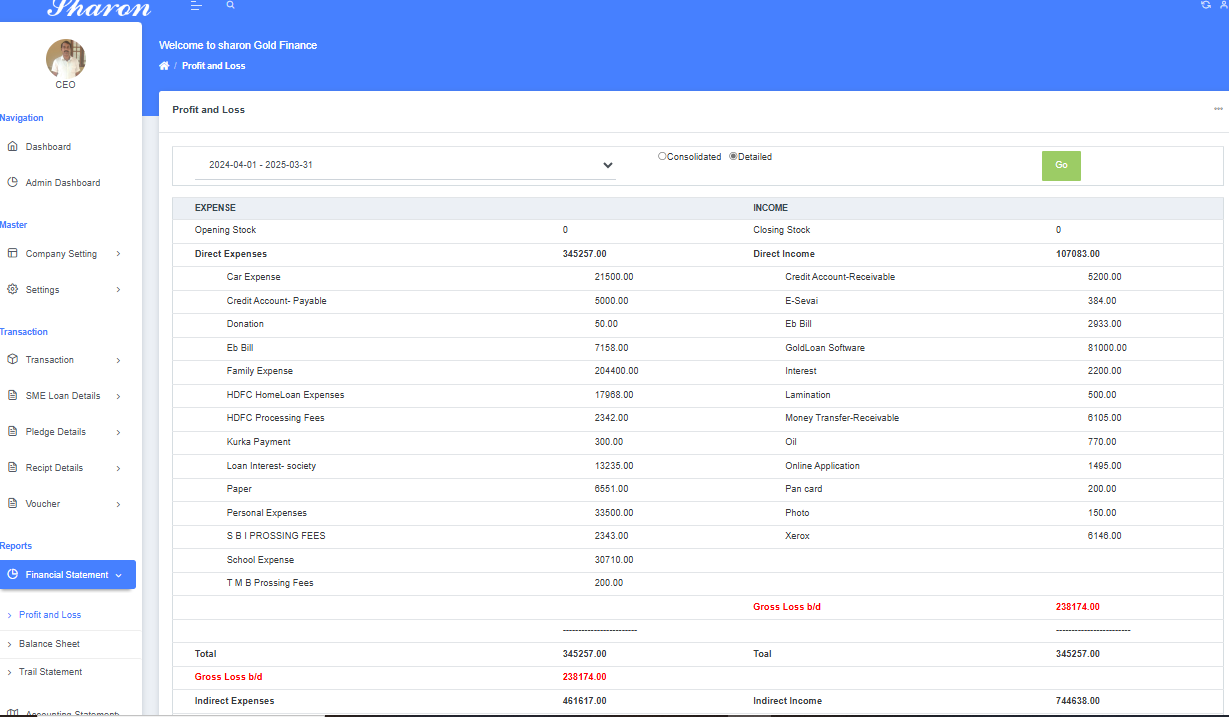 Sharon
Welcome to sharon Gold Finance
/ Profit and Loss
CEO
Navigation
Dashboard
Admin Dashboard
Master
Company Setting
Settings
Transaction
Transaction
SME Loan Details
Pledge Details
Recipt Details
Voucher
Reports
Financial Statement
Profit and Loss
Balance Sheet
Trail Statement
Accounting Statement
Profit and Loss
2024-04-01 - 2025-03-31 Consolidated Detailed Go
EXPENSE INCOME
Opening Stock 0 Closing Stock 0
Direct Expenses 345257.00 Direct Income 107083.00
Car Expense 21500.00 Credit Account-Receivable 5200.00
Credit Account- Payable 5000.00 E-Sevai 384.00
Donation 50.00 Eb Bill 2933.00
Eb Bill 7158.00 GoldLoan Software 81000.00
Family Expense 204400.00 Interest 2200.00
HDFC HomeLoan Expenses 17968.00 Lamination 500.00
HDFC Processing Fees 2342.00 Money Transfer-Receivable 6105.00
Kurka Payment 300.00 Oil 770.00
Loan Interest- society 13235.00 Online Application 1495.00
Paper 6551.00 Pan card 200.00
Personal Expenses 33500.00 Photo 150.00
S B I PROSSING FEES 2343.00 Xerox 6146.00
School Expense 30710.00
T M B Prossing Fees 200.00
Gross Loss b/d 238174.00
------------------------- -------------------------
Total 345257.00 Toal 345257.00
Gross Loss b/d 238174.00
Indirect Expenses 461617.00 Indirect Income 744638.00